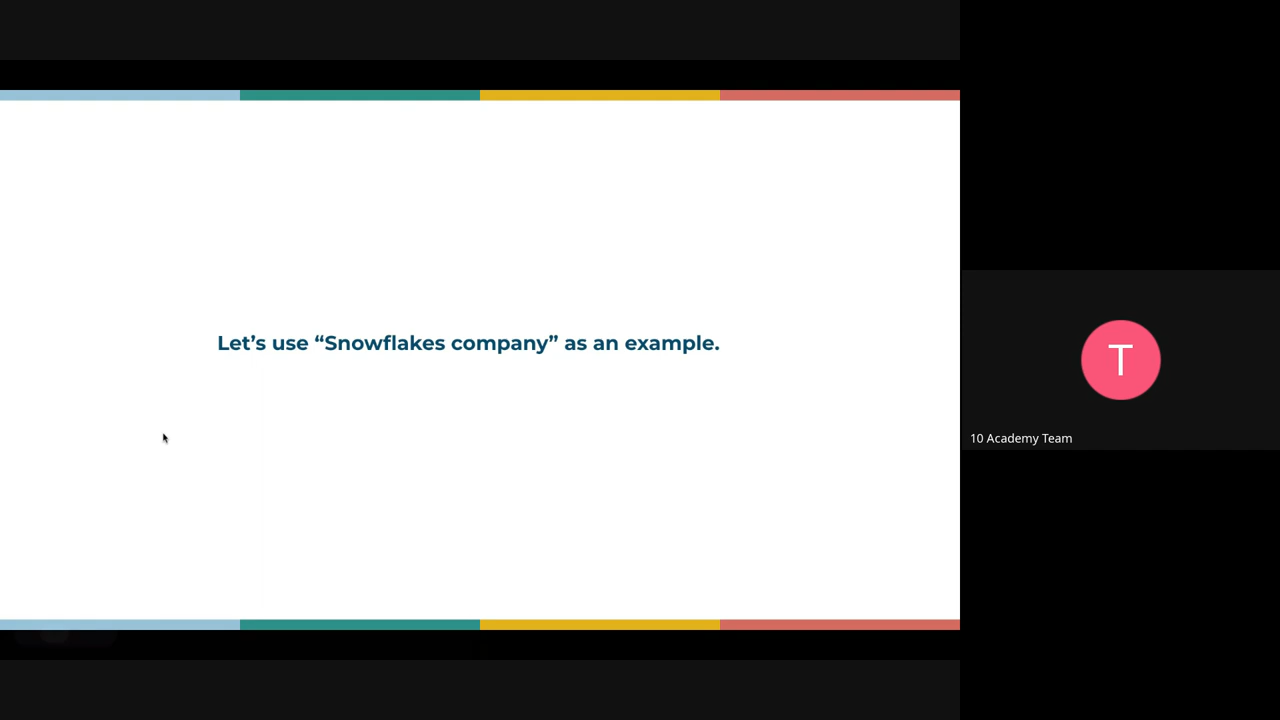 Let’s use “Snowflakes company” as an example.
T
10 Academy Team